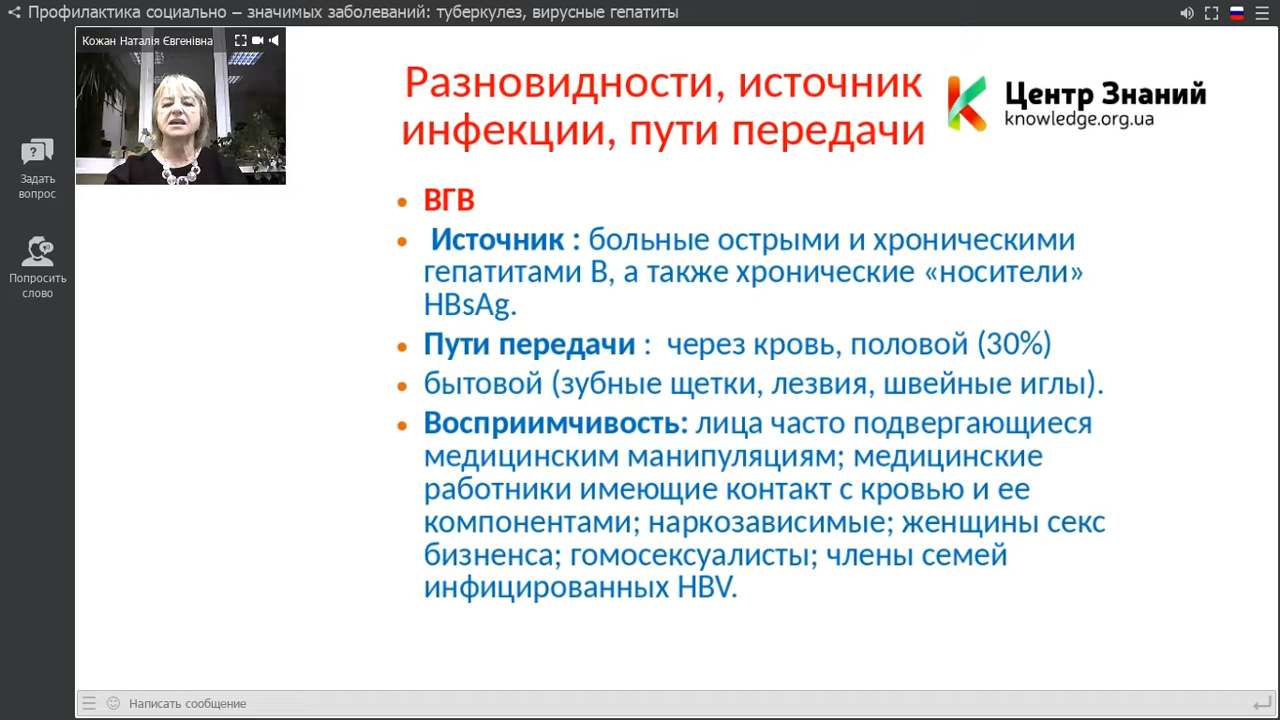 Профилактика социально – значимых заболеваний: туберкулез, вирусные гепатиты
Кожан Наталія Євгенівна
Задать
вопрос
Попросить
слово
Разновидности, источник
инфекции, пути передачи
Центр Знаний
knowledge.org.ua
• ВГВ
• Источник : больные острыми и хроническими
гепатитами В, а также хронические «носители»
HBsAg.
• Пути передачи :  через кровь, половой (30%)
• бытовой (зубные щетки, лезвия, швейные иглы).
• Восприимчивость: лица часто подвергающиеся
медицинским манипуляциям; медицинские
работники имеющие контакт с кровью и ее
компонентами; наркозависимые; женщины секс
бизненса; гомосексуалисты; члены семей
инфицированных HBV.
Написать сообщение